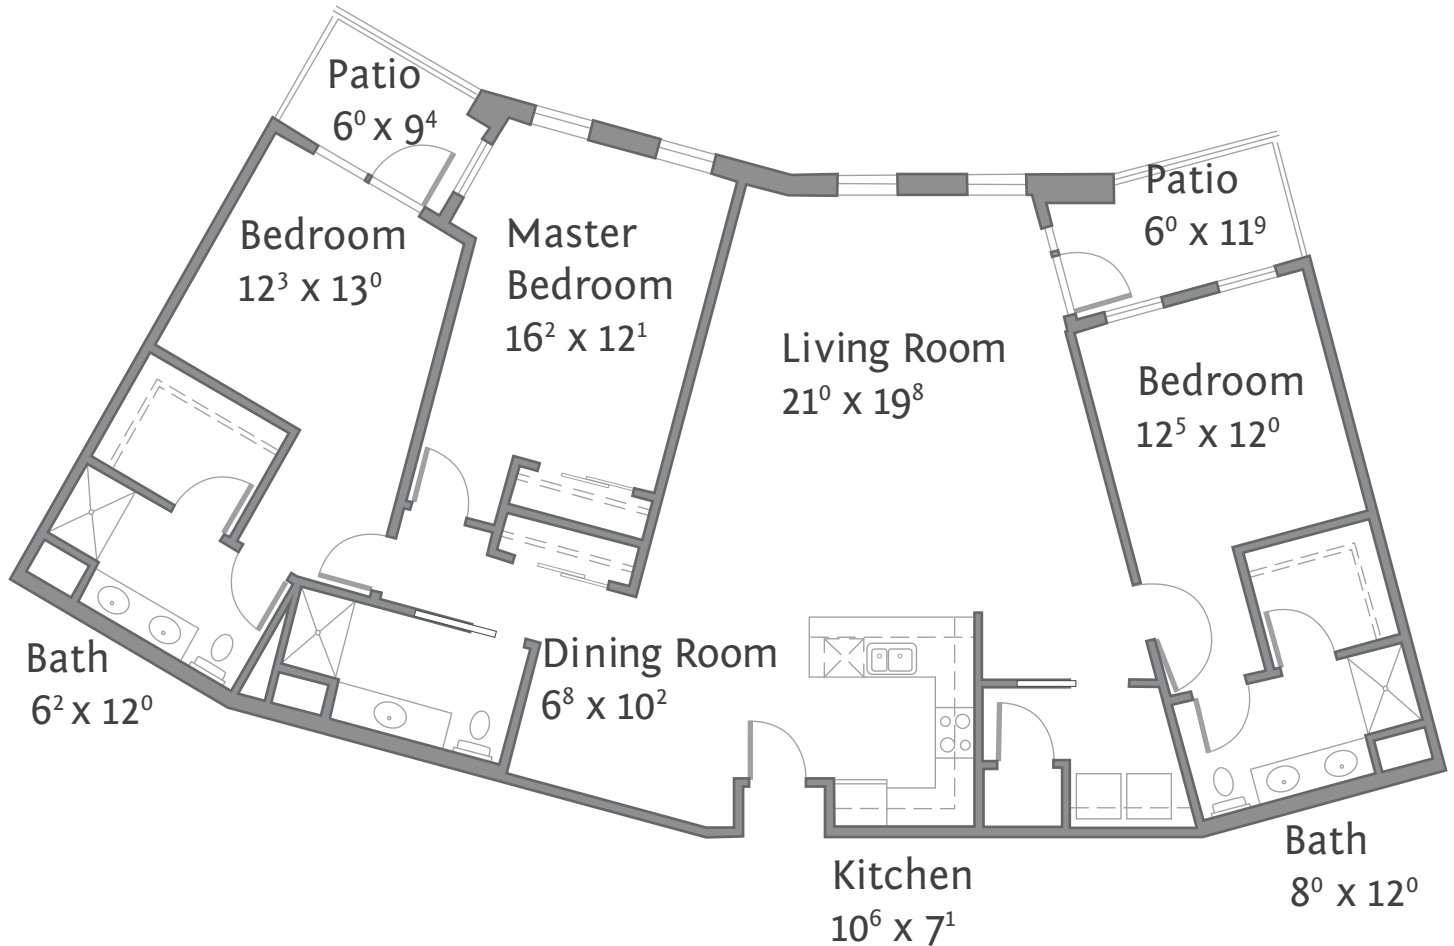 Patio
6⁰ x 9⁴
Bedroom
12³ x 13⁰
Master
Bedroom
16² x 12¹
Living Room
21⁰ x 19⁸
Patio
6⁰ x 11⁹
Bedroom
12⁵ x 12⁰
Bath
6² x 12⁰
Dining Room
6⁸ x 10²
Kitchen
10⁶ x 7¹
Bath
8⁰ x 12⁰